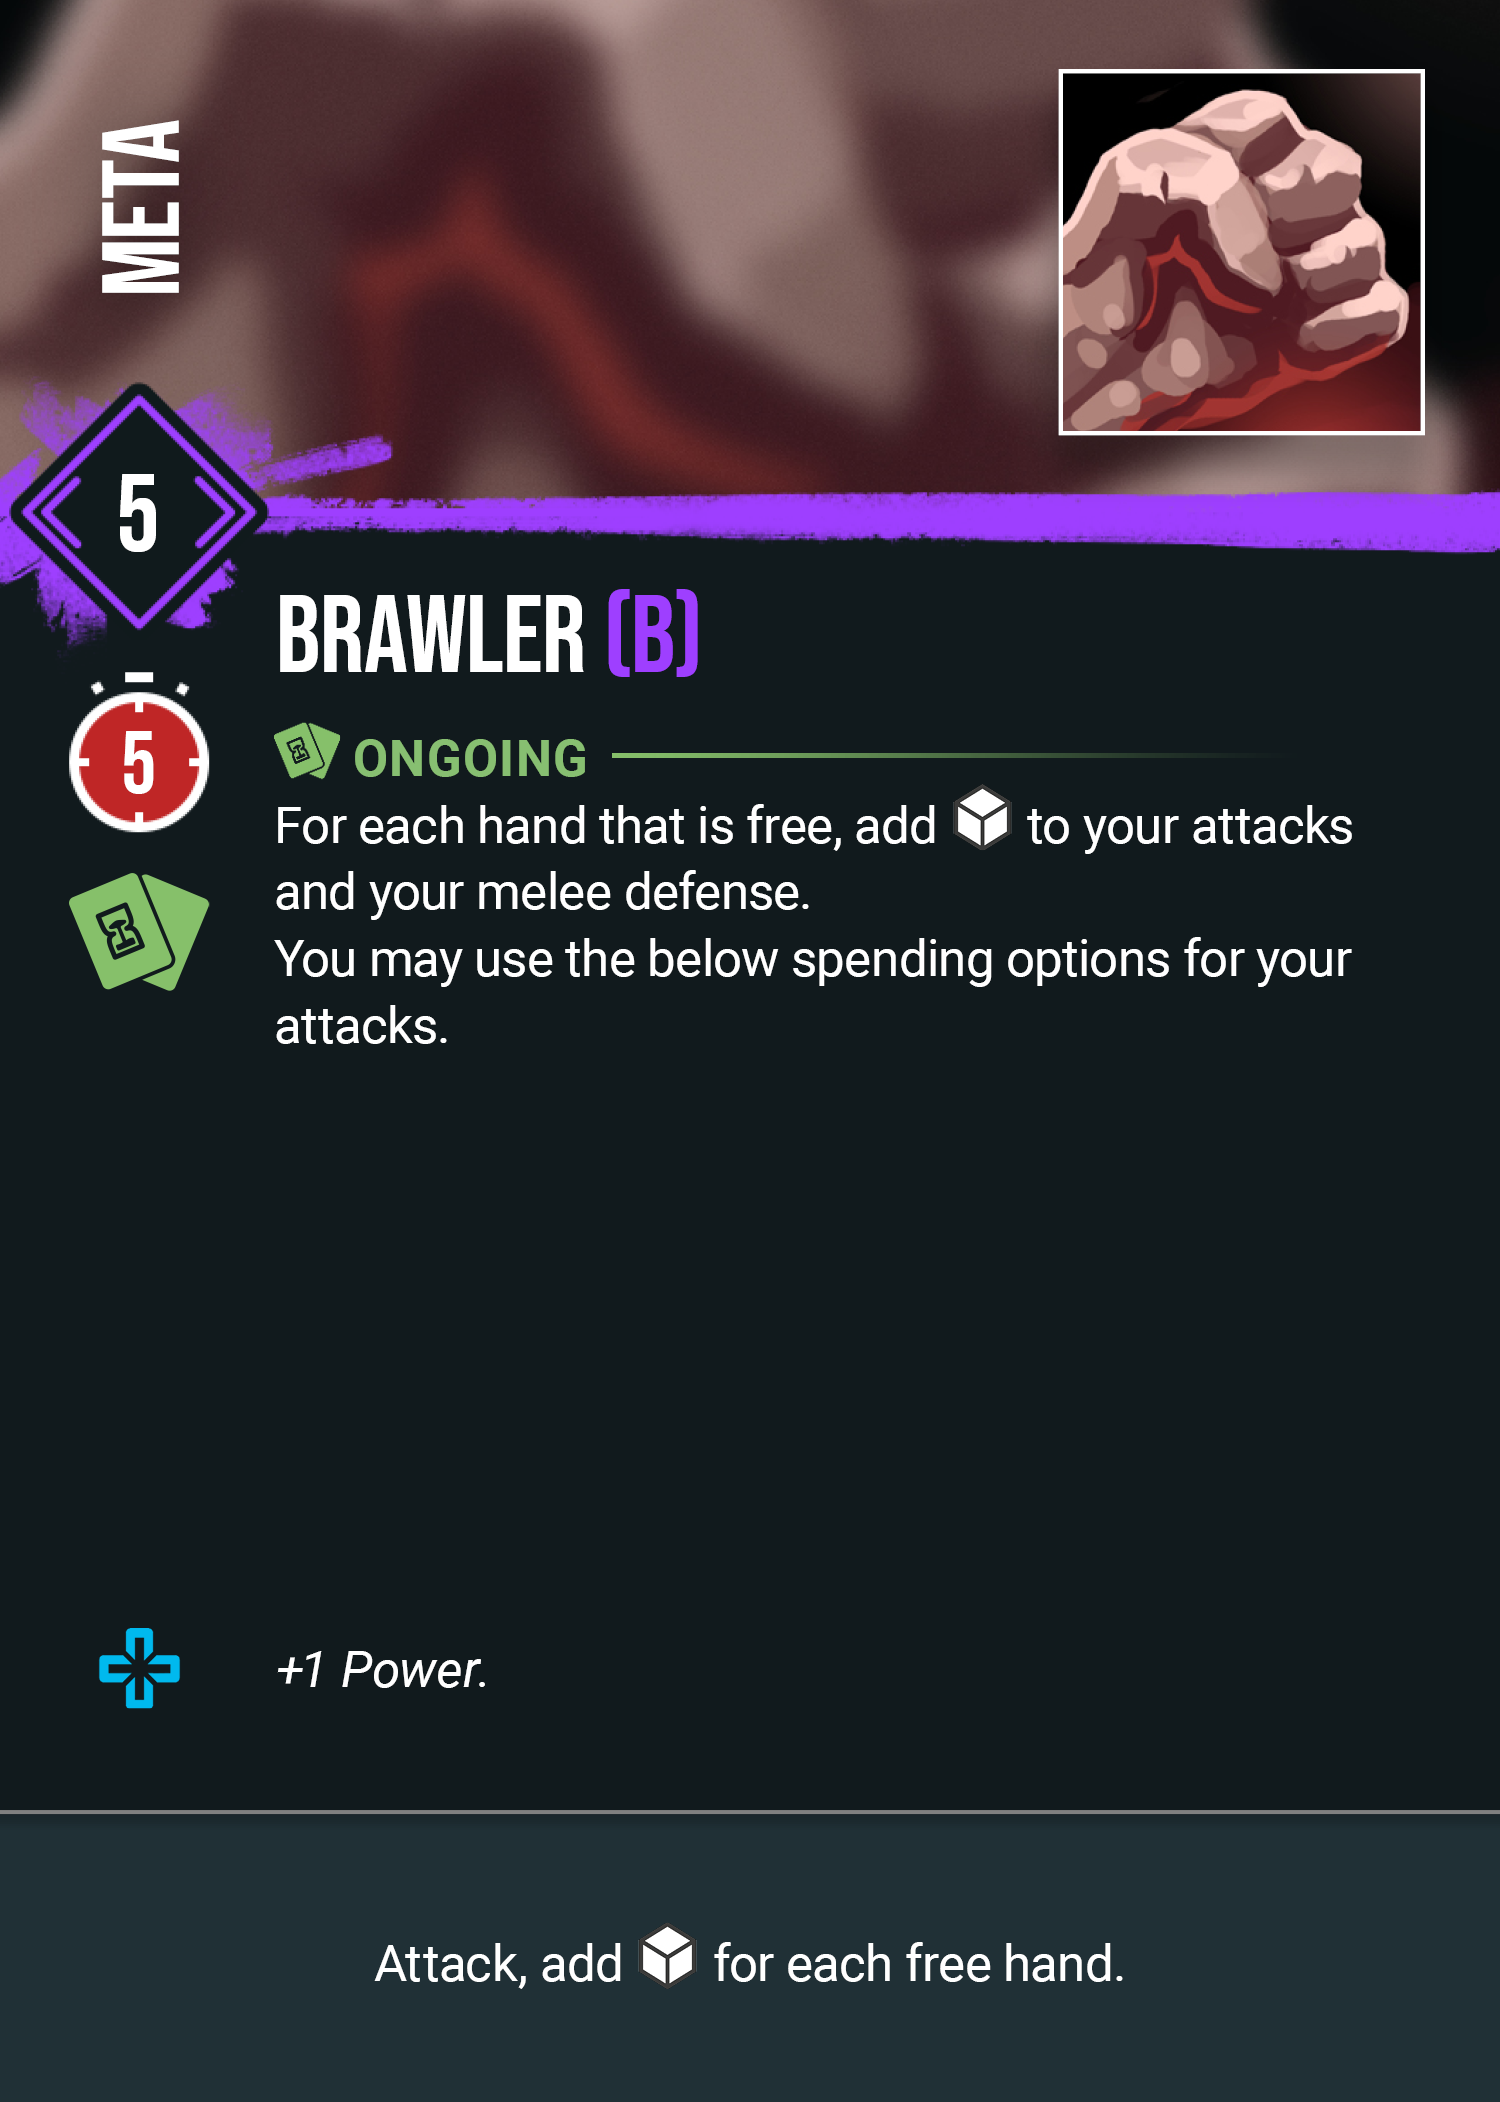 META
5
BRAWLER (B)
5
ONGOING
For each hand that is free, add to your attacks
and your melee defense.
You may use the below spending options for your
attacks.
+1 Power.
Attack, add for each free hand.